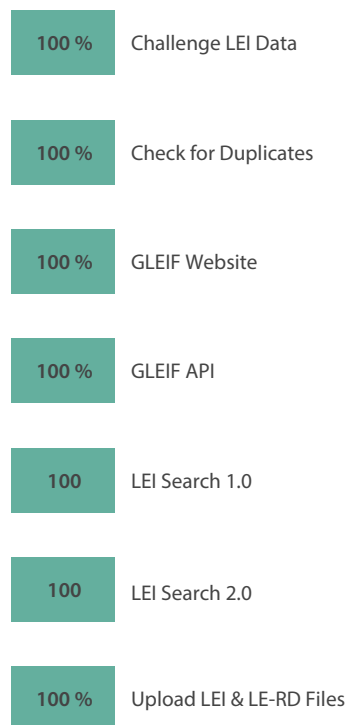 100 % Challenge LEI Data
100 % Check for Duplicates
100 % GLEIF Website
100 % GLEIF API
100 LEI Search 1.0
100 LEI Search 2.0
100 % Upload LEI & LE-RD Files